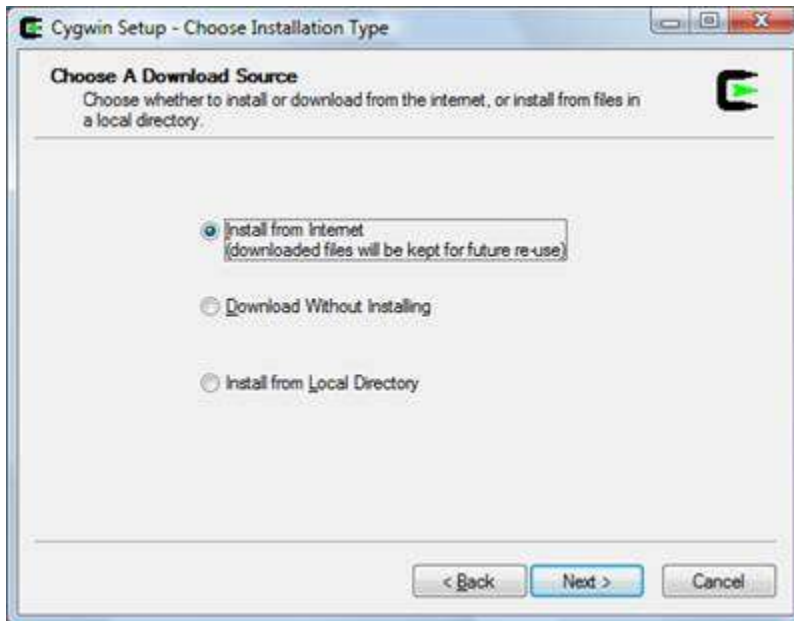 Cygwin Setup - Choose Installation Type
Choose A Download Source
Choose whether to install or download from the internet, or install from files in
a local directory.
Install from Internet
(downloaded files will be kept for future re-use)
Download Without Installing
Install from Local Directory
< Back Next > Cancel